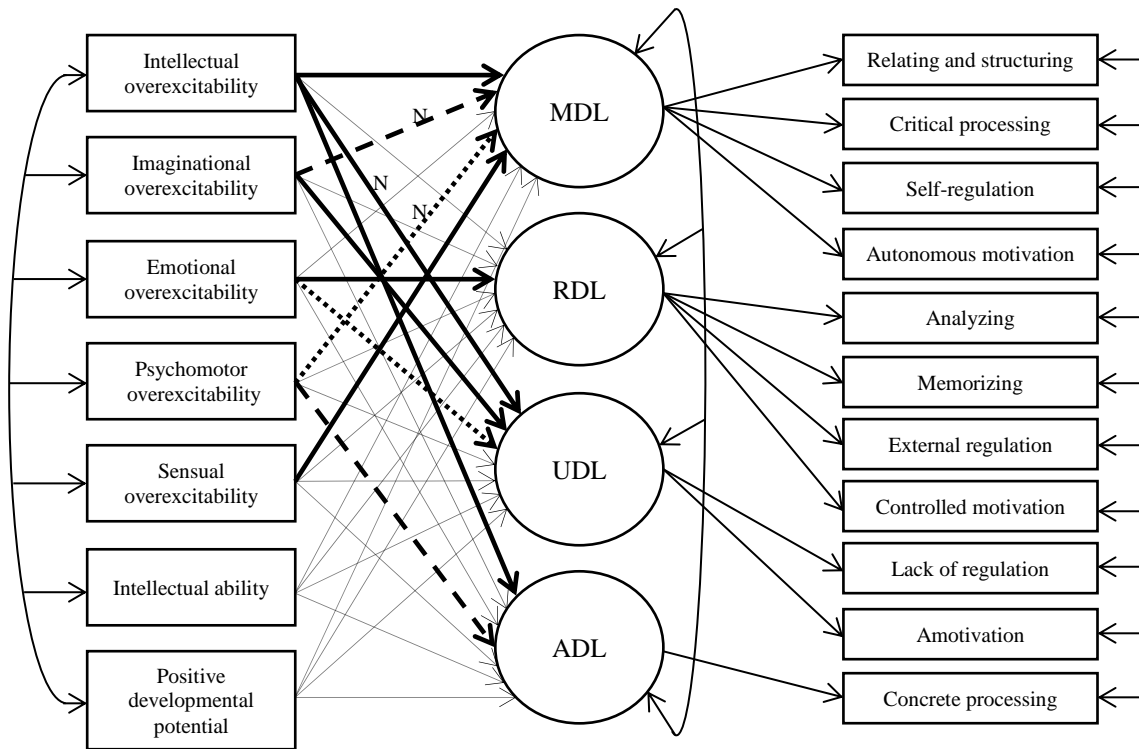 Intellectual
overexcitability
Imaginational
overexcitability
Emotional
overexcitability
Psychomotor
overexcitability
Sensual
overexcitability
Intellectual ability
Positive
developmental
potential
N
N
N
MDL
RDL
UDL
ADL
Relating and structuring
Critical processing
Self-regulation
Autonomous motivation
Analyzing
Memorizing
External regulation
Controlled motivation
Lack of regulation
Amotivation
Concrete processing